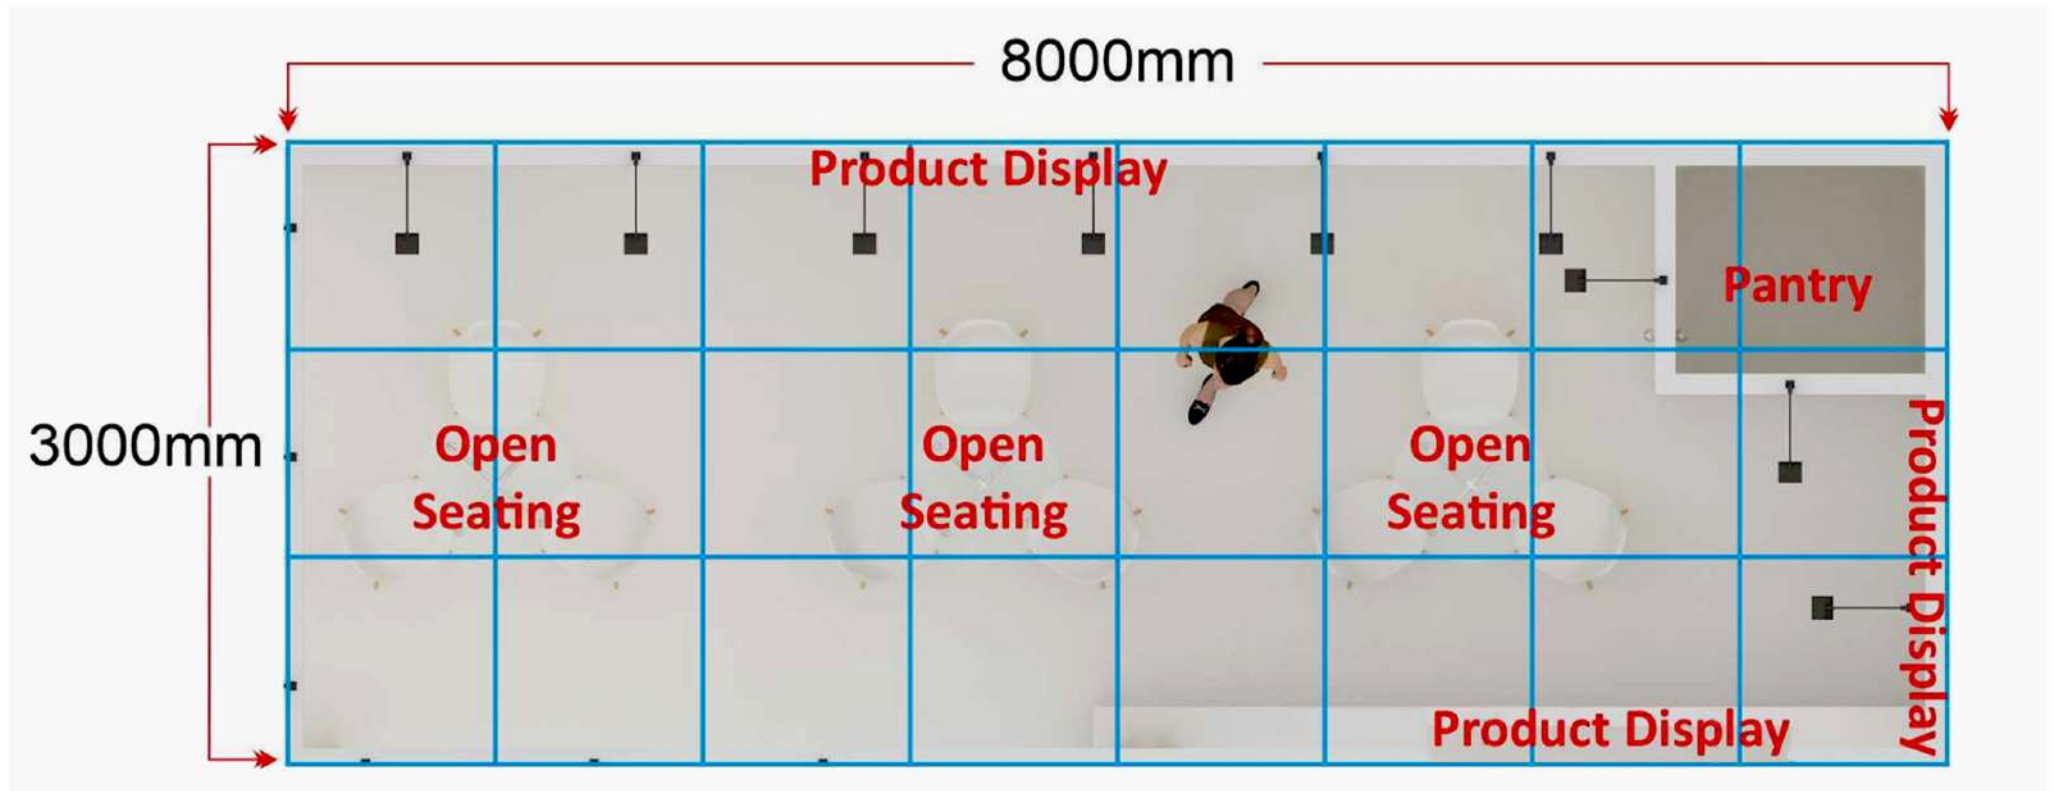 8000mm
Product Display
Pantry
3000mm
Open
Seating
Open
Seating
Open
Seating
Product Display
Product Display